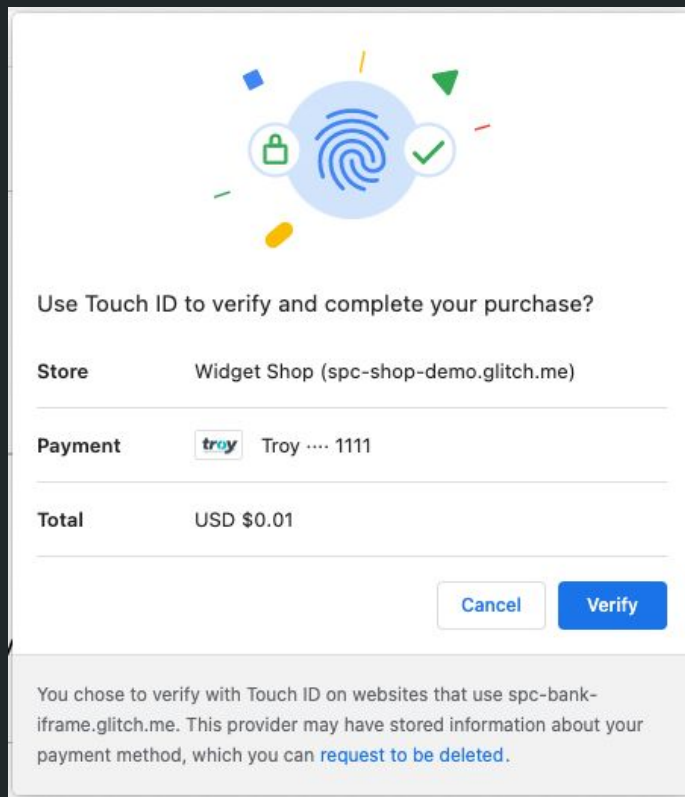 Use Touch ID to verify and complete your purchase?
Store Widget Shop (spc-shop-demo.glitch.me)
Payment troy Troy ···· 1111
Total USD $0.01
Cancel Verify
You chose to verify with Touch ID on websites that use spc-bank-
iframe.glitch.me. This provider may have stored information about your
payment method, which you can request to be deleted.